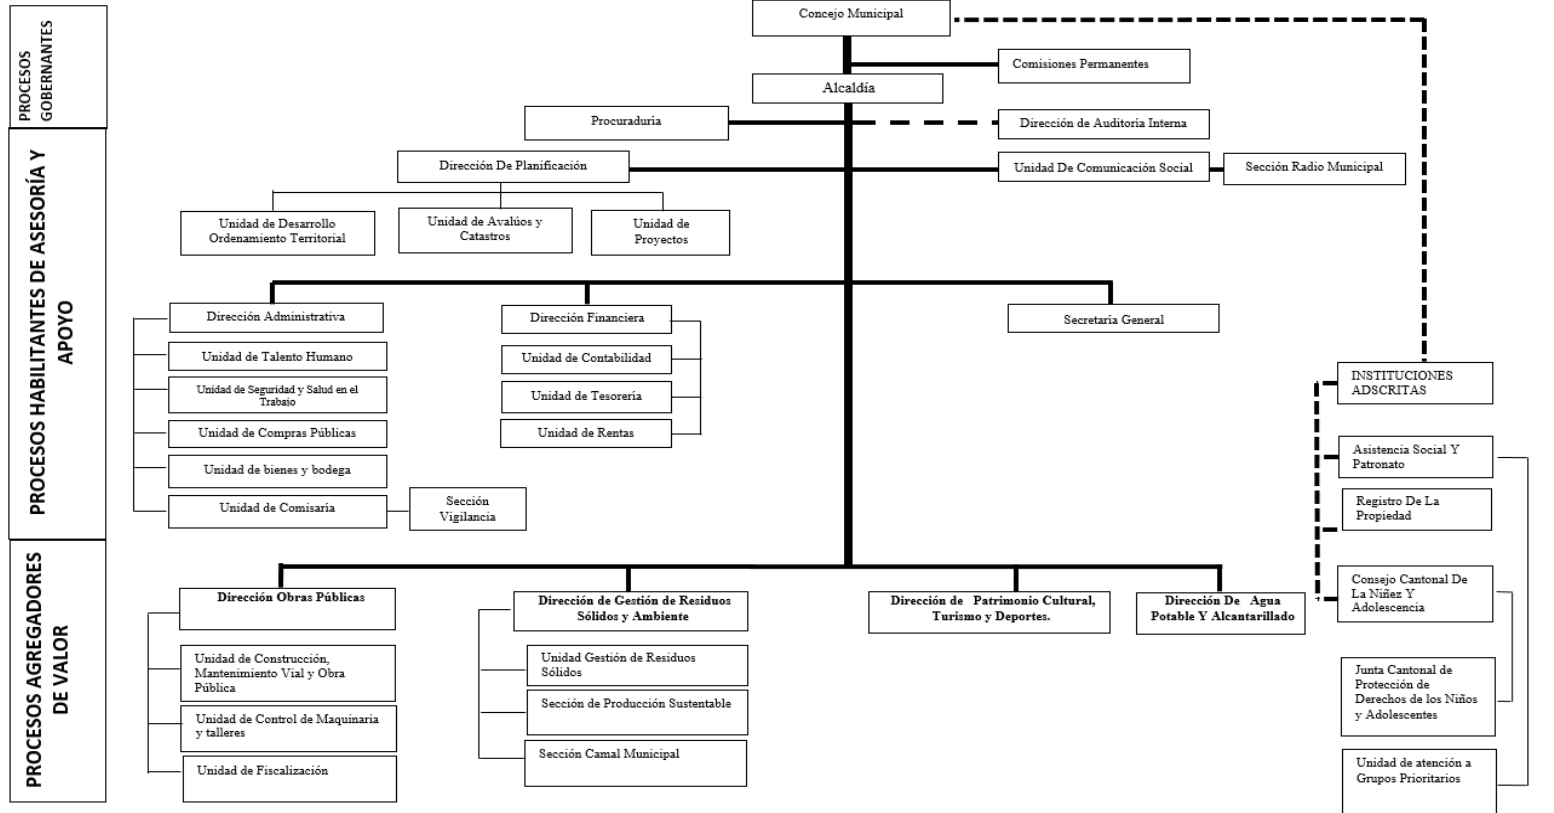 PROCESOS
GOBERNANTES
Concejo Municipal
Comisiones Permanentes
Alcaldía
PROCESOS HABILITANTES DE ASESORÍA Y
APOYO
Procuraduría
Dirección de Auditoria Interna
Dirección De Planificación
Unidad De Comunicación Social
Sección Radio Municipal
Unidad de Desarrollo
Ordenamiento Territorial
Unidad de Avalúos y
Catastros
Unidad de
Proyectos
Dirección Administrativa
Dirección Financiera
Secretaría General
Unidad de Talento Humano
Unidad de Contabilidad
Unidad de Seguridad y Salud en el
Trabajo
Unidad de Tesorería
Unidad de Compras Públicas
Unidad de Rentas
Unidad de bienes y bodega
Unidad de Comisaría
Sección
Vigilancia
INSTITUCIONES
ADSCRITAS
Asistencia Social Y
Patronato
Registro De La
Propiedad
Consejo Cantonal De
La Niñez Y
Adolescencia
Junta Cantonal de
Protección de
Derechos de los Niños
y Adolescentes
Unidad de atención a
Grupos Prioritarios
PROCESOS AGREGADORES
DE VALOR
Dirección Obras Públicas
Dirección de Gestión de Residuos
Sólidos y Ambiente
Dirección de Patrimonio Cultural,
Turismo y Deportes.
Dirección De Agua
Potable Y Alcantarillado
Unidad de Construcción,
Mantenimiento Vial y Obra
Pública
Unidad de Control de Maquinaria
y talleres
Unidad de Fiscalización
Unidad Gestión de Residuos
Sólidos
Sección de Producción Sustentable
Sección Camal Municipal